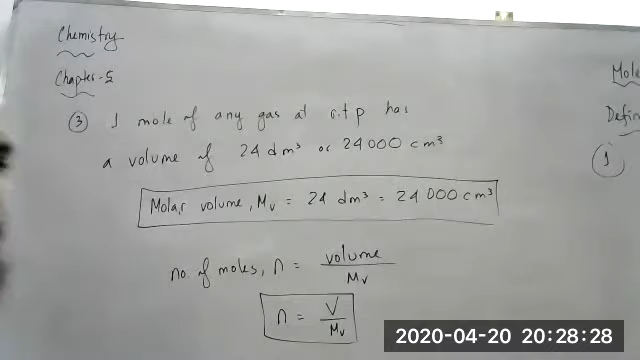 Chemistry
Chapter-5
③ 1 mole of any gas at r.t.p has
a volume of 24 dm³ or 24000 cm³
Molar volume, Mv = 24 dm³ = 24 000 cm³
no. of moles, n = volume / Mv
n = V / Mv
Mole
Defin
①
2020-04-20 20:28:28